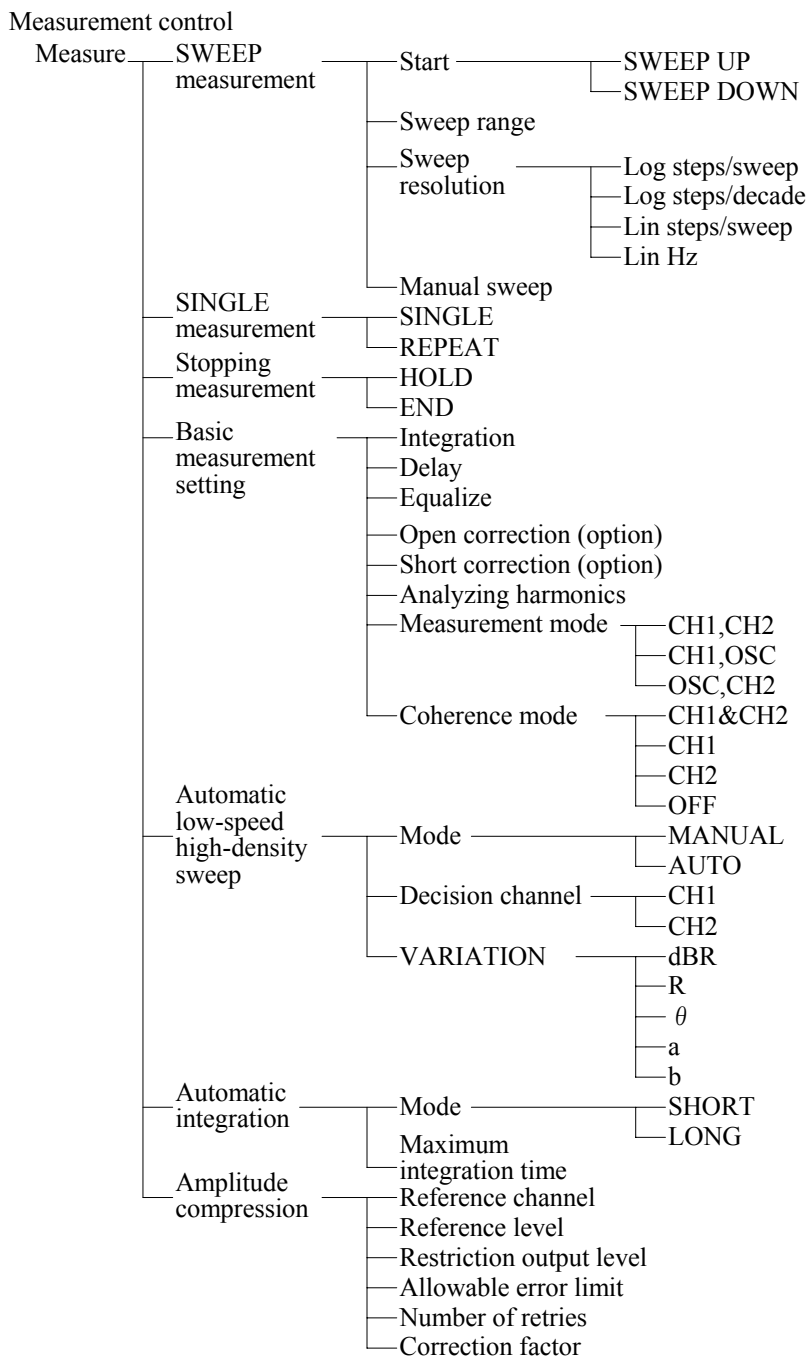 Measurement control
Measure
SWEEP
measurement
Start
SWEEP UP
SWEEP DOWN
Sweep range
Sweep
resolution
Log steps/sweep
Log steps/decade
Lin steps/sweep
Lin Hz
Manual sweep
SINGLE
measurement
SINGLE
REPEAT
Stopping
measurement
HOLD
END
Basic
measurement
setting
Integration
Delay
Equalize
Open correction (option)
Short correction (option)
Analyzing harmonics
Measurement mode
CH1,CH2
CH1,OSC
OSC,CH2
Coherence mode
CH1&CH2
CH1
CH2
OFF
Automatic
low-speed
high-density
sweep
Mode
MANUAL
AUTO
Decision channel
CH1
CH2
VARIATION
dBR
R
θ
a
b
Automatic
integration
Mode
SHORT
LONG
Maximum
integration time
Amplitude
compression
Reference channel
Reference level
Restriction output level
Allowable error limit
Number of retries
Correction factor